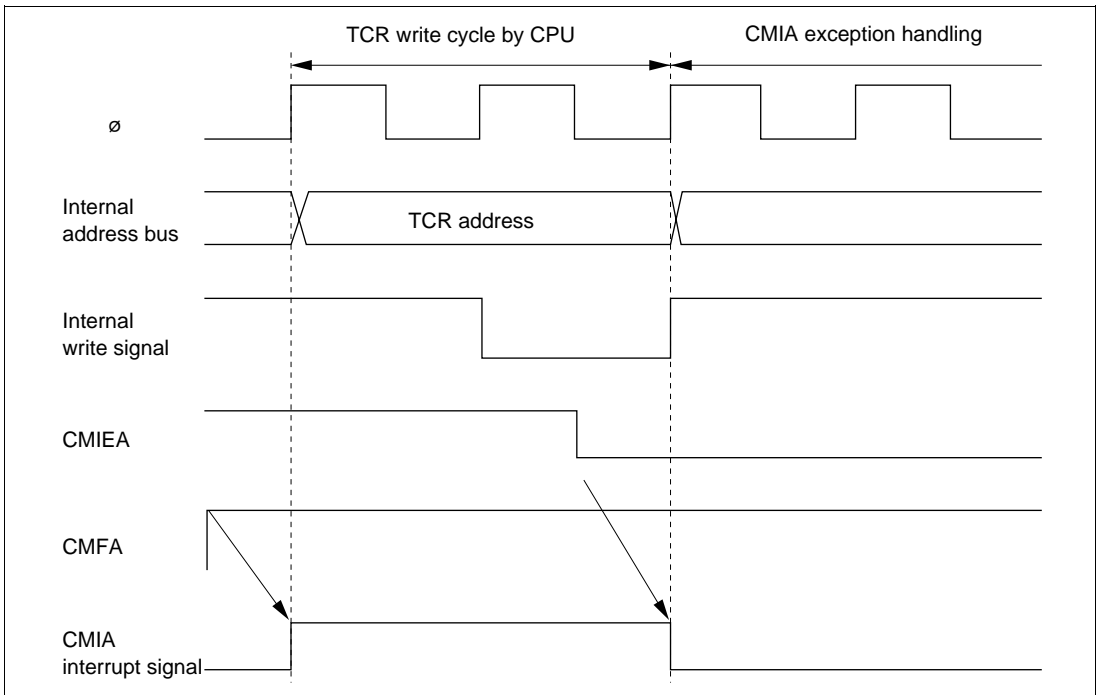 TCR write cycle by CPU
CMIA exception handling
ø
Internal
address bus
TCR address
Internal
write signal
CMIEA
CMFA
CMIA
interrupt signal